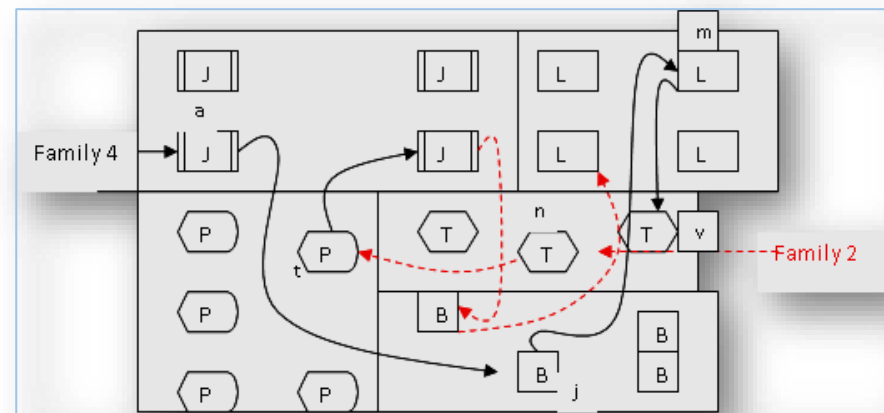 m
J J L L
a
Family 4 J J L L
n
P T T v
P T Family 2
t
P B
B
B B
j
P P